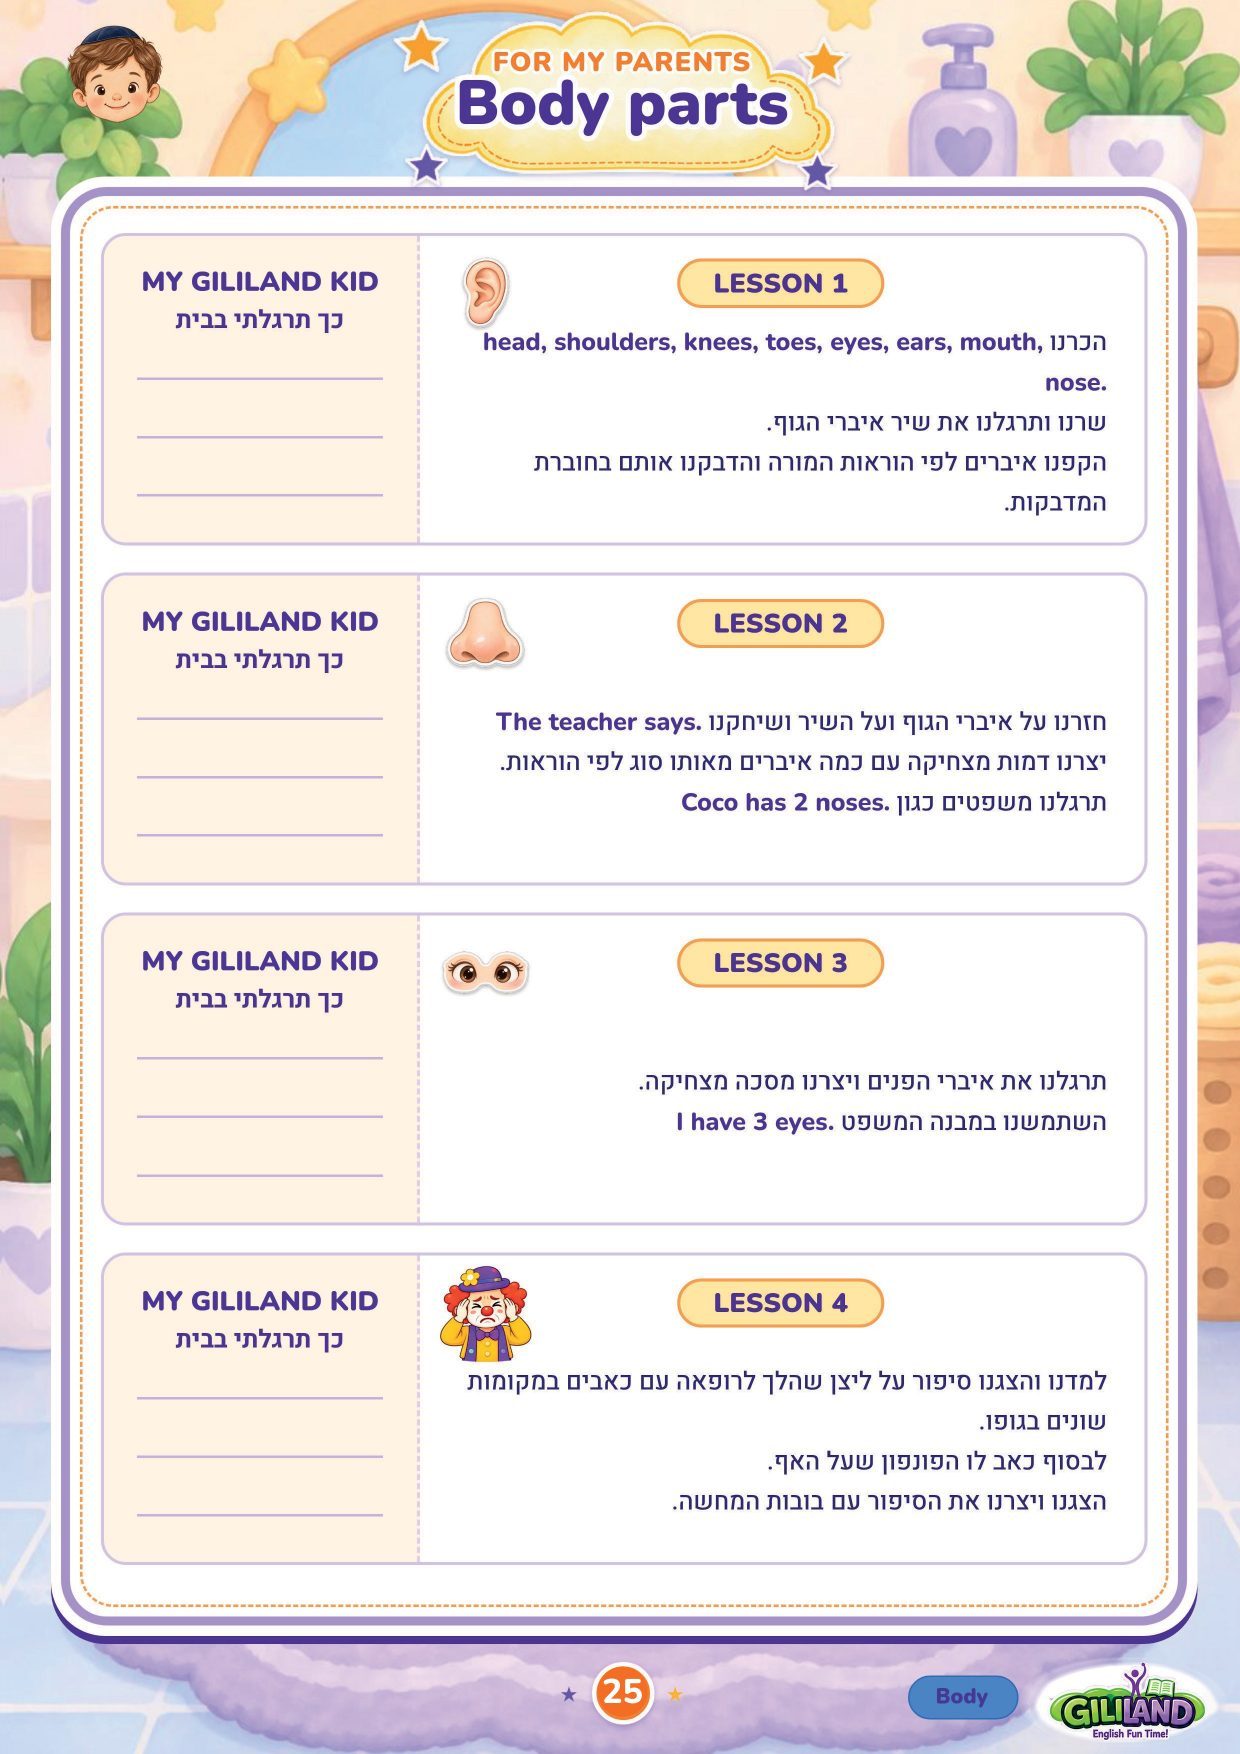 FOR MY PARENTS
Body parts
LESSON 1
הכרנו head, shoulders, knees, toes, eyes, ears, mouth,
nose.
שרנו ותרגלנו את שיר איברי הגוף.
הקפנו איברים לפי הוראות המורה והדבקנו אותם בחוברת
המדבקות.
MY GILILAND KID
כך תרגלתי בבית
LESSON 2
חזרנו על איברי הגוף ועל השיר ושיחקנו The teacher says.
יצרנו דמות מצחיקה עם כמה איברים מאותו סוג לפי הוראות.
תרגלנו משפטים כגון Coco has 2 noses.
MY GILILAND KID
כך תרגלתי בבית
LESSON 3
תרגלנו את איברי הפנים ויצרנו מסכה מצחיקה.
השתמשנו במבנה המשפט I have 3 eyes.
MY GILILAND KID
כך תרגלתי בבית
LESSON 4
למדנו והצגנו סיפור על ליצן שהלך לרופאה עם כאבים במקומות
שונים בגופו.
לבסוף כאב לו הפונפון שעל האף.
הצגנו ויצרנו את הסיפור עם בובות המחשה.
MY GILILAND KID
כך תרגלתי בבית
25
Body
GILILAND
English Fun Time!